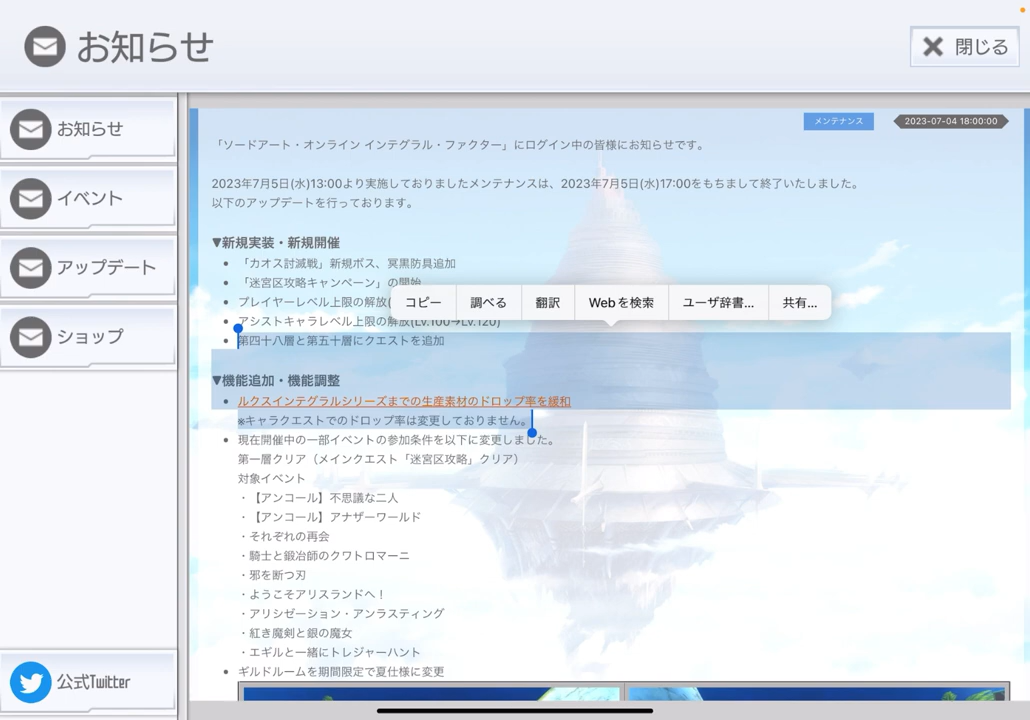 お知らせ
閉じる
お知らせ
イベント
アップデート
ショップ
公式Twitter
メンテナンス
2023-07-04 18:00:00
「ソードアート・オンライン インテグラル・ファクター」にログイン中の皆様にお知らせです。
2023年7月5日(水)13:00より実施しておりましたメンテナンスは、2023年7月5日(水)17:00をもちまして終了いたしました。
以下のアップデートを行っております。
▼新規実装・新規開催
「カオス討滅戦」新規ボス、冥黒防具追加
「迷宮区攻略キャンペーン」の開始
プレイヤーレベル上限の解放(
コピー
調べる
翻訳
Webを検索
ユーザ辞書...
共有...
アシストキャラレベル上限の解放(Lv.100→Lv.120)
第四十八層と第五十層にクエストを追加
▼機能追加・機能調整
ルクスインテグラルシリーズまでの生産素材のドロップ率を緩和
※キャラクエストでのドロップ率は変更しておりません。
現在開催中の一部イベントの参加条件を以下に変更しました。
第一層クリア（メインクエスト「迷宮区攻略」クリア）
対象イベント
・【アンコール】不思議な二人
・【アンコール】アナザーワールド
・それぞれの再会
・騎士と鍛冶師のクワトロマーニ
・邪を断つ刃
・ようこそアリスランドへ！
・アリシゼーション・アンラスティング
・紅き魔剣と銀の魔女
・エギルと一緒にトレジャーハント
ギルドルームを期間限定で夏仕様に変更